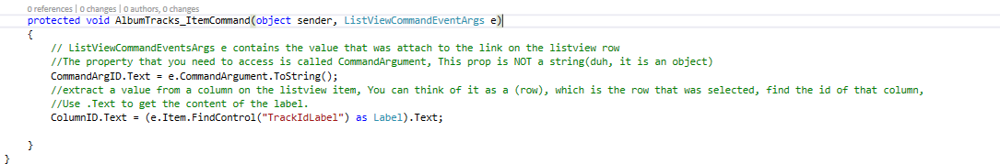 0 references | 0 changes | 0 authors, 0 changes
protected void AlbumTracks_ItemCommand(object sender, ListViewCommandEventArgs e)
{
// ListViewCommandEventsArgs e contains the value that was attach to the link on the listview row
//The property that you need to access is called CommandArgument, This prop is NOT a string(duh, it is an object)
CommandArgID.Text = e.CommandArgument.ToString();
//extract a value from a column on the listview item, You can think of it as a (row), which is the row that was selected, find the id of that column,
//Use .Text to get the content of the label.
ColumnID.Text = (e.Item.FindControl("TrackIdLabel") as Label).Text;
}
}